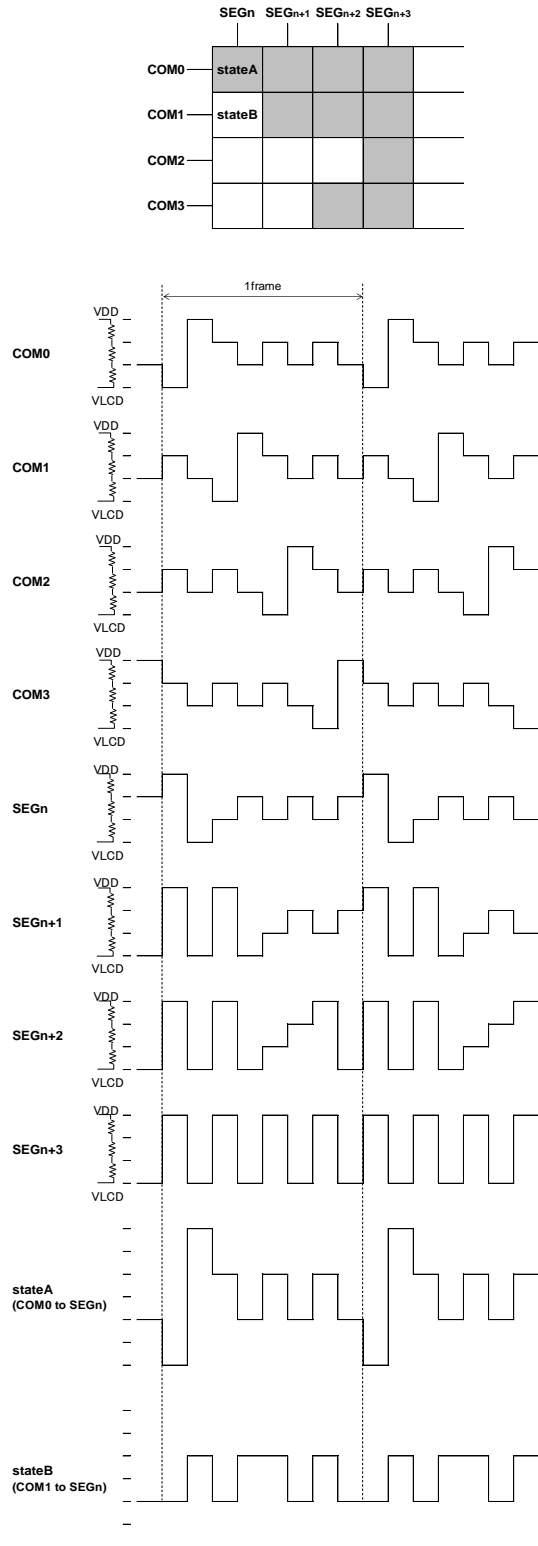 SEGn SEGn+1 SEGn+2 SEGn+3
COM0 stateA
COM1 stateB
COM2
COM3
1frame
VDD
COM0
VLCD
VDD
COM1
VLCD
VDD
COM2
VLCD
VDD
COM3
VLCD
VDD
SEGn
VLCD
VDD
SEGn+1
VLCD
VDD
SEGn+2
VLCD
VDD
SEGn+3
VLCD
stateA
(COM0 to SEGn)
stateB
(COM1 to SEGn)